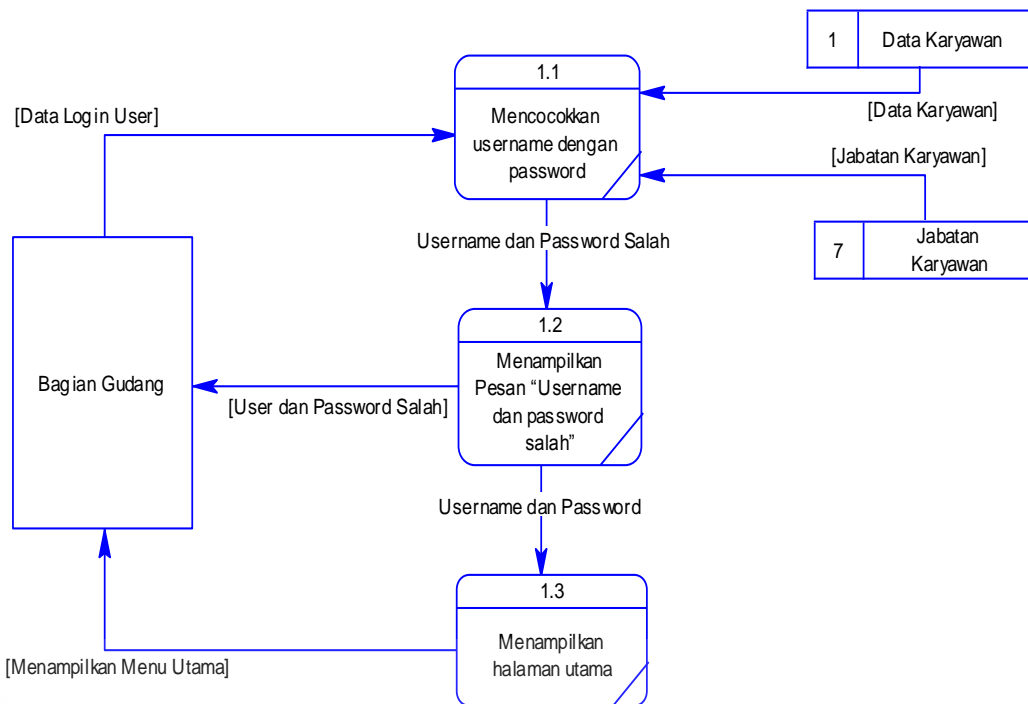 1 Data Karyawan
1.1
[Data Login User]
Mencocokkan
username dengan
password
[Data Karyawan]
[Jabatan Karyawan]
Username dan Password Salah
7 Jabatan
Karyawan
1.2
Bagian Gudang
Menampilkan
Pesan “Username
dan password
salah”
[User dan Password Salah]
Username dan Password
1.3
Menampilkan
halaman utama
[Menampilkan Menu Utama]